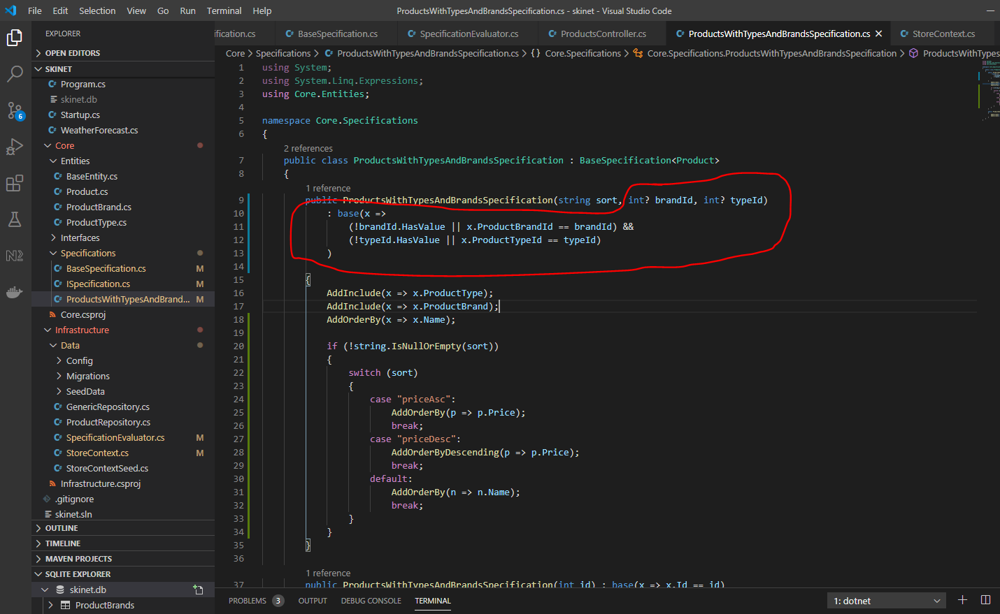 File Edit Selection View Go Run Terminal Help
ProductsWithTypesAndBrandsSpecification.cs - skinet - Visual Studio Code
EXPLORER
OPEN EDITORS
SKINET
Program.cs
skinet.db
Startup.cs
WeatherForecast.cs
Core
Entities
BaseEntity.cs
Product.cs
ProductBrand.cs
ProductType.cs
Interfaces
Specifications
BaseSpecification.cs M
ISpecification.cs M
ProductsWithTypesAndBrand... M
Core.csproj
Infrastructure
Data
Config
Migrations
SeedData
GenericRepository.cs
ProductRepository.cs
SpecificationEvaluator.cs M
StoreContext.cs M
StoreContextSeed.cs
Infrastructure.csproj
.gitignore
skinet.sln
OUTLINE
TIMELINE
MAVEN PROJECTS
SQLITE EXPLORER
skinet.db
ProductBrands
6
ification.cs BaseSpecification.cs SpecificationEvaluator.cs ProductsController.cs ProductsWithTypesAndBrandsSpecification.cs StoreContext.cs
Core > Specifications > ProductsWithTypesAndBrandsSpecification.cs > {} Core.Specifications > Core.Specifications.ProductsWithTypesAndBrandsSpecification > ProductsWithTypes
1 using System;
2 using System.Linq.Expressions;
3 using Core.Entities;
4
5 namespace Core.Specifications
6 {
2 references
7 public class ProductsWithTypesAndBrandsSpecification : BaseSpecification<Product>
8 {
1 reference
9 public ProductsWithTypesAndBrandsSpecification(string sort, int? brandId, int? typeId)
10 : base(x =>
11 (!brandId.HasValue || x.ProductBrandId == brandId) &&
12 (!typeId.HasValue || x.ProductTypeId == typeId)
13 )
14
15 {
16 AddInclude(x => x.ProductType);
17 AddInclude(x => x.ProductBrand);
18 AddOrderBy(x => x.Name);
19
20 if (!string.IsNullOrEmpty(sort))
21 {
22 switch (sort)
23 {
24 case "priceAsc":
25 AddOrderBy(p => p.Price);
26 break;
27 case "priceDesc":
28 AddOrderByDescending(p => p.Price);
29 break;
30 default:
31 AddOrderBy(n => n.Name);
32 break;
33 }
34 }
35 }
36
1 reference
37 public ProductsWithTypesAndBrandsSpecification(int id) : base(x => x.Id == id)
PROBLEMS 3 OUTPUT DEBUG CONSOLE TERMINAL 1: dotnet